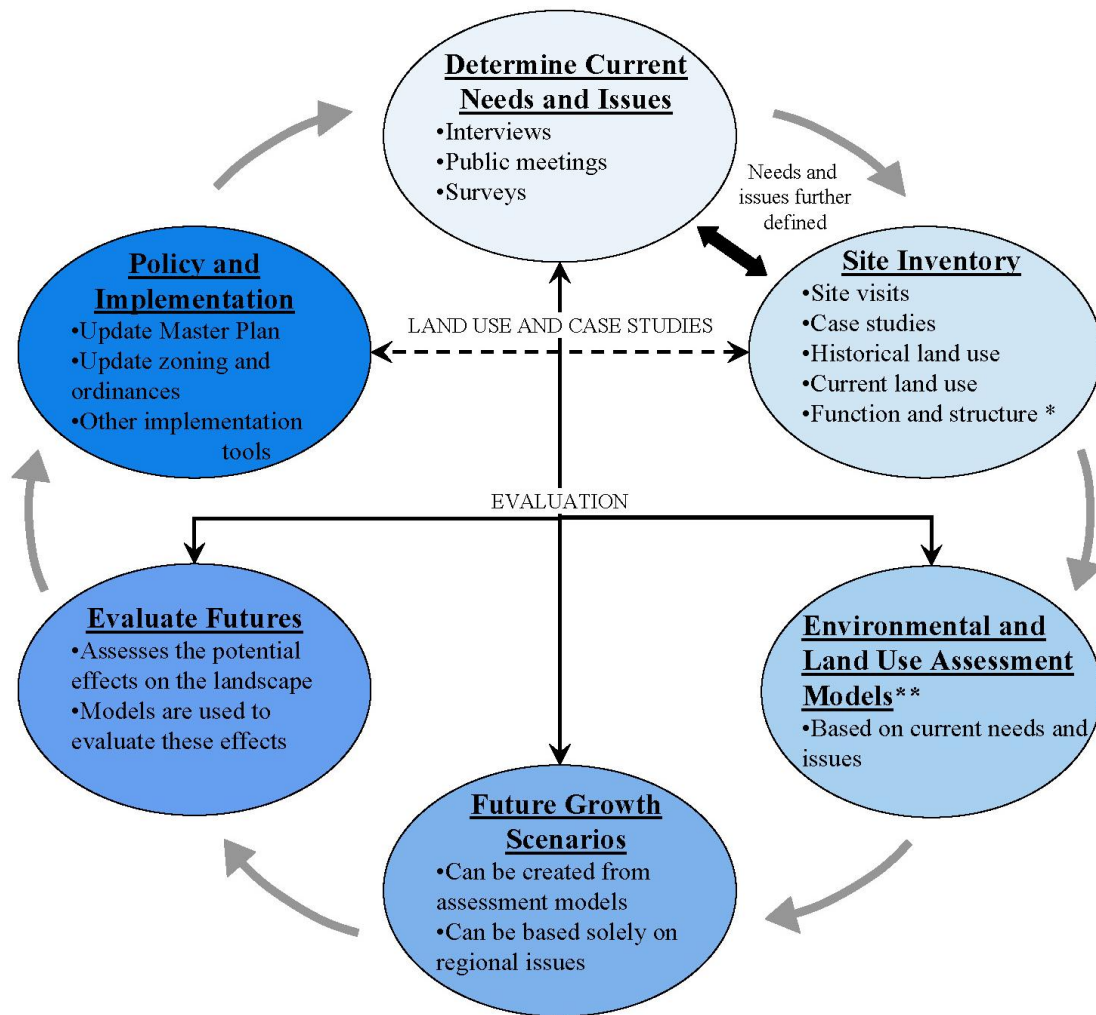 Determine Current
Needs and Issues
•Interviews
•Public meetings
•Surveys
Needs and
issues further
defined
Site Inventory
•Site visits
•Case studies
•Historical land use
•Current land use
•Function and structure *
Policy and
Implementation
•Update Master Plan
•Update zoning and
ordinances
•Other implementation
tools
LAND USE AND CASE STUDIES
EVALUATION
Environmental and
Land Use Assessment
Models**
•Based on current needs and
issues
Future Growth
Scenarios
•Can be created from
assessment models
•Can be based solely on
regional issues
Evaluate Futures
•Assesses the potential
effects on the landscape
•Models are used to
evaluate these effects